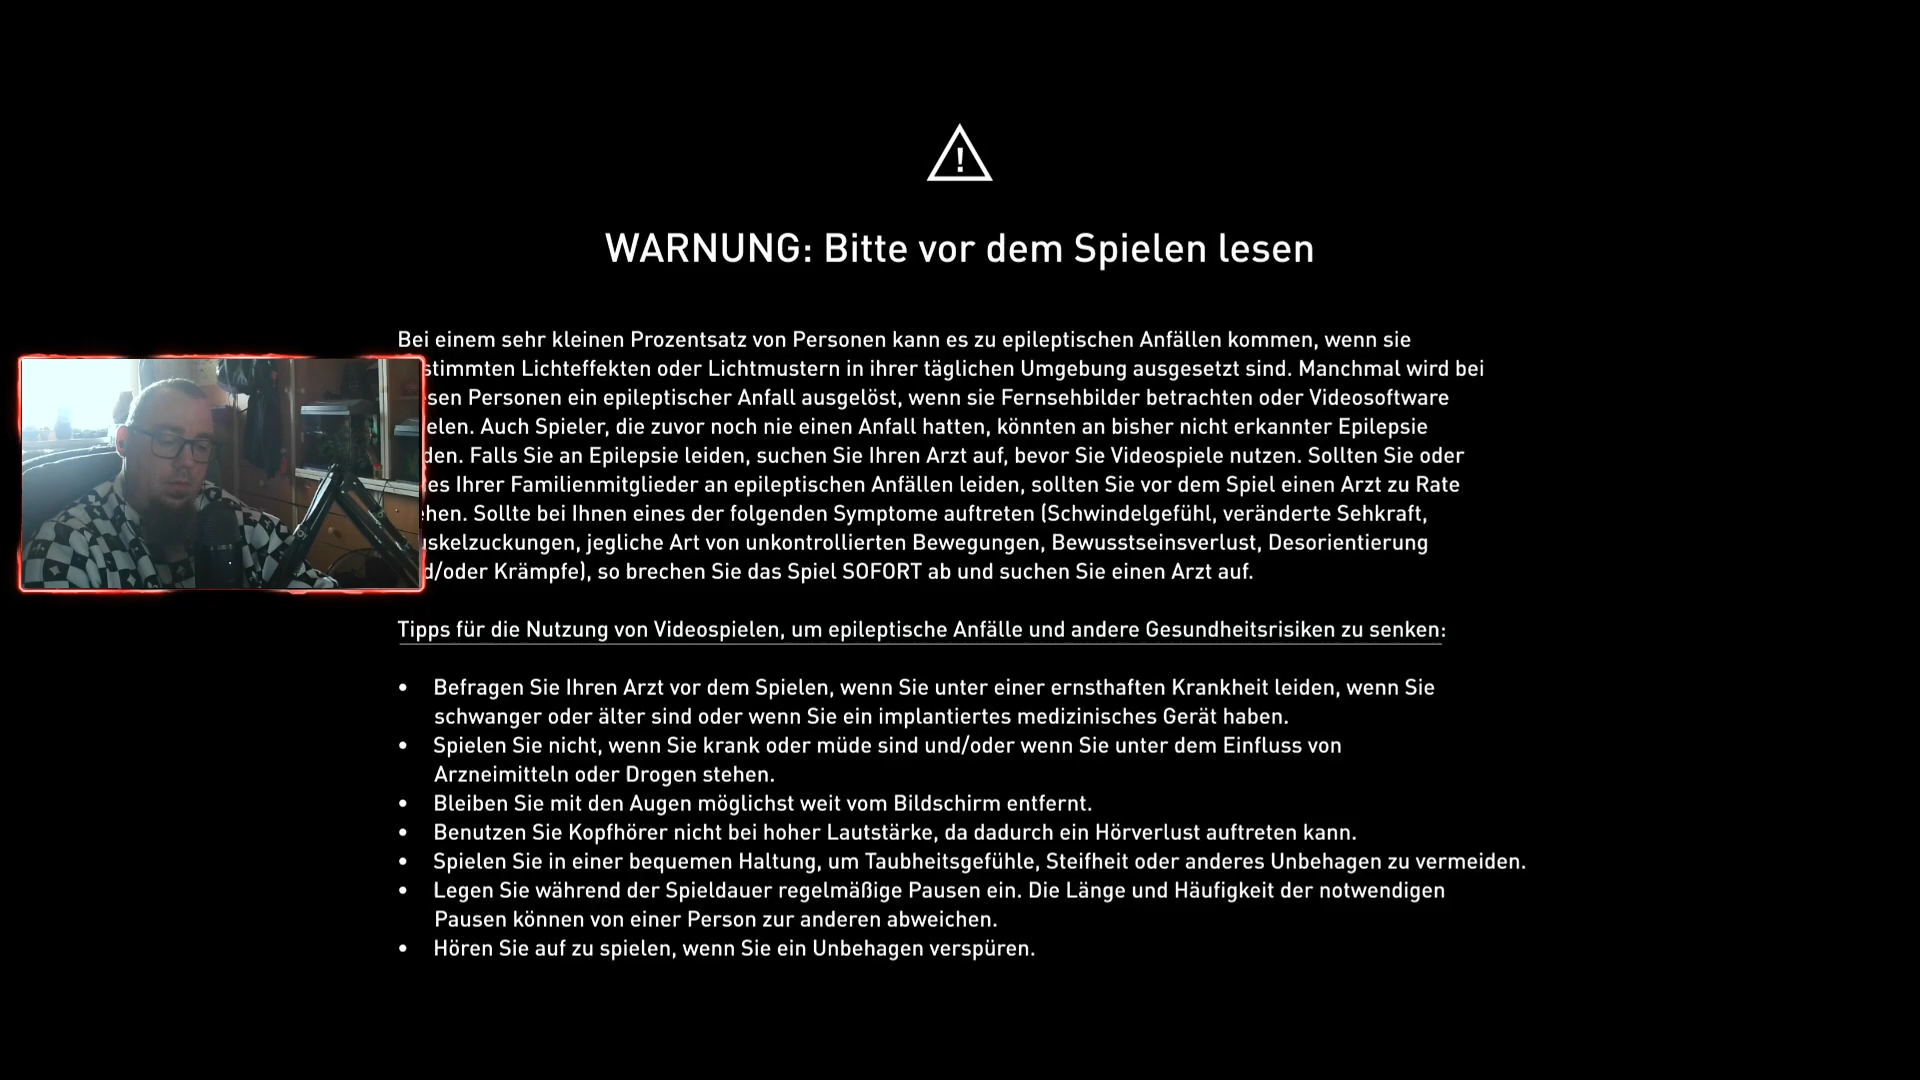 WARNUNG: Bitte vor dem Spielen lesen
Bei einem sehr kleinen Prozentsatz von Personen kann es zu epileptischen Anfällen kommen, wenn sie
stimmten Lichteffekten oder Lichtmustern in ihrer täglichen Umgebung ausgesetzt sind. Manchmal wird bei
sen Personen ein epileptischer Anfall ausgelöst, wenn sie Fernsehbilder betrachten oder Videosoftware
elen. Auch Spieler, die zuvor noch nie einen Anfall hatten, könnten an bisher nicht erkannter Epilepsie
den. Falls Sie an Epilepsie leiden, suchen Sie Ihren Arzt auf, bevor Sie Videospiele nutzen. Sollten Sie oder
es Ihrer Familienmitglieder an epileptischen Anfällen leiden, sollten Sie vor dem Spiel einen Arzt zu Rate
hen. Sollte bei Ihnen eines der folgenden Symptome auftreten (Schwindelgefühl, veränderte Sehkraft,
skelzuckungen, jegliche Art von unkontrollierten Bewegungen, Bewusstseinsverlust, Desorientierung
d/oder Krämpfe), so brechen Sie das Spiel SOFORT ab und suchen Sie einen Arzt auf.
Tipps für die Nutzung von Videospielen, um epileptische Anfälle und andere Gesundheitsrisiken zu senken:
• Befragen Sie Ihren Arzt vor dem Spielen, wenn Sie unter einer ernsthaften Krankheit leiden, wenn Sie
schwanger oder älter sind oder wenn Sie ein implantiertes medizinisches Gerät haben.
• Spielen Sie nicht, wenn Sie krank oder müde sind und/oder wenn Sie unter dem Einfluss von
Arzneimitteln oder Drogen stehen.
• Bleiben Sie mit den Augen möglichst weit vom Bildschirm entfernt.
• Benutzen Sie Kopfhörer nicht bei hoher Lautstärke, da dadurch ein Hörverlust auftreten kann.
• Spielen Sie in einer bequemen Haltung, um Taubheitsgefühle, Steifheit oder anderes Unbehagen zu vermeiden.
• Legen Sie während der Spieldauer regelmäßige Pausen ein. Die Länge und Häufigkeit der notwendigen
Pausen können von einer Person zur anderen abweichen.
• Hören Sie auf zu spielen, wenn Sie ein Unbehagen verspüren.